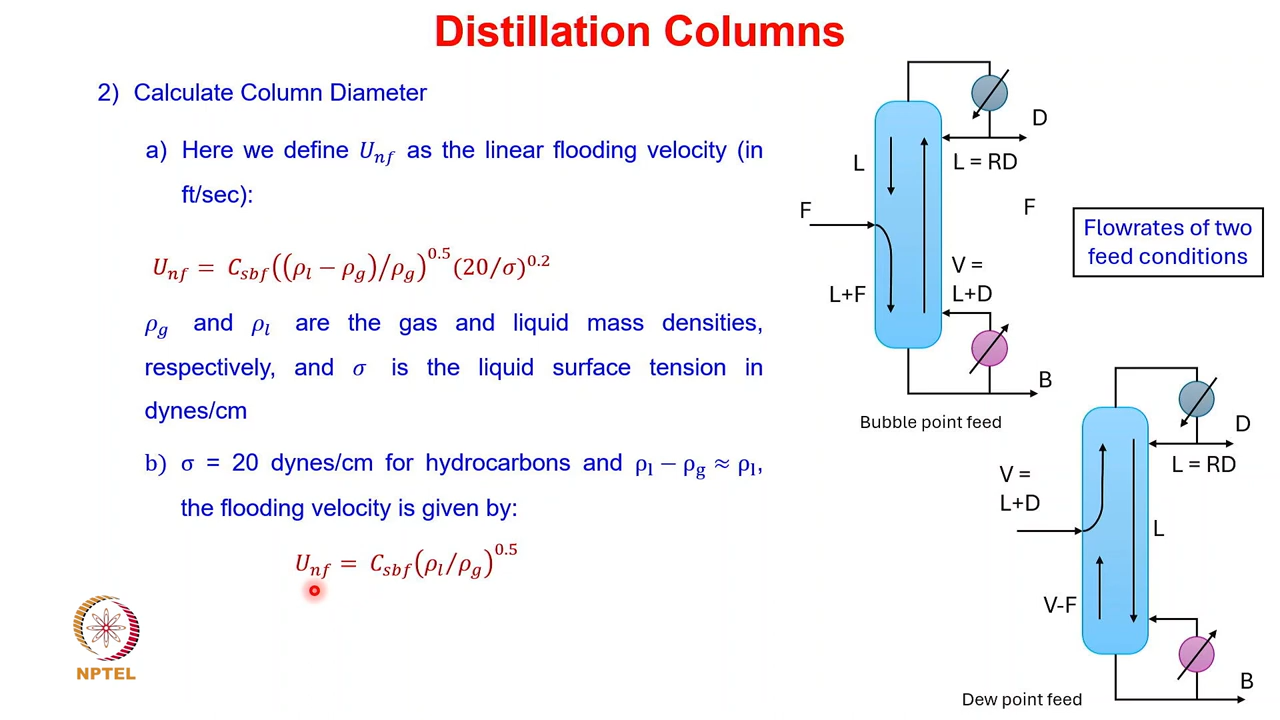 Distillation Columns
2) Calculate Column Diameter
a) Here we define U_nf as the linear flooding velocity (in
ft/sec):
U_nf = C_sbf((ρ_l − ρ_g)/ρ_g)^0.5 (20/σ)^0.2
ρ_g and ρ_l are the gas and liquid mass densities,
respectively, and σ is the liquid surface tension in
dynes/cm
b) σ = 20 dynes/cm for hydrocarbons and ρ_l − ρ_g ≈ ρ_l,
the flooding velocity is given by:
U_nf = C_sbf(ρ_l/ρ_g)^0.5
NPTEL
D
L
L = RD
F
F
V =
L+D
L+F
B
Bubble point feed
Flowrates of two
feed conditions
D
L = RD
V =
L+D
L
V-F
B
Dew point feed